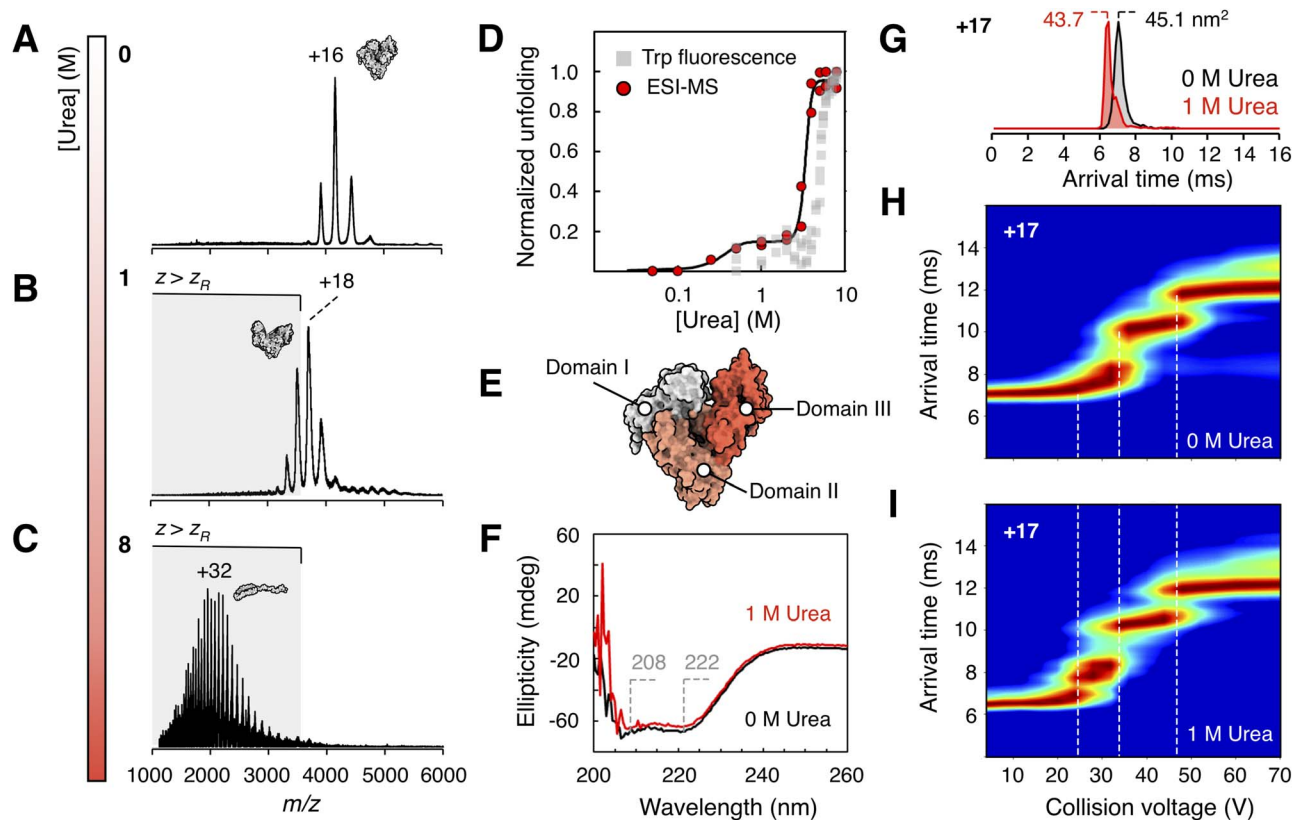 A
[Urea] (M)
0
+16
B
1
z > zR
+18
C
8
z > zR
+32
1000 2000 3000 4000 5000 6000
m/z
D
Normalized unfolding
1.0
0.8
0.6
0.4
0.2
Trp fluorescence
ESI-MS
0.1 1 10
[Urea] (M)
E
Domain I
Domain III
Domain II
F
Ellipticity (mdeg)
60
20
-20
-60
1 M Urea
208 222
0 M Urea
200 220 240 260
Wavelength (nm)
G
+17
43.7 45.1 nm²
0 M Urea
1 M Urea
0 2 4 6 8 10 12 14 16
Arrival time (ms)
H
+17
Arrival time (ms)
14
12
10
8
6
0 M Urea
I
+17
Arrival time (ms)
14
12
10
8
6
1 M Urea
10 20 30 40 50 60 70
Collision voltage (V)